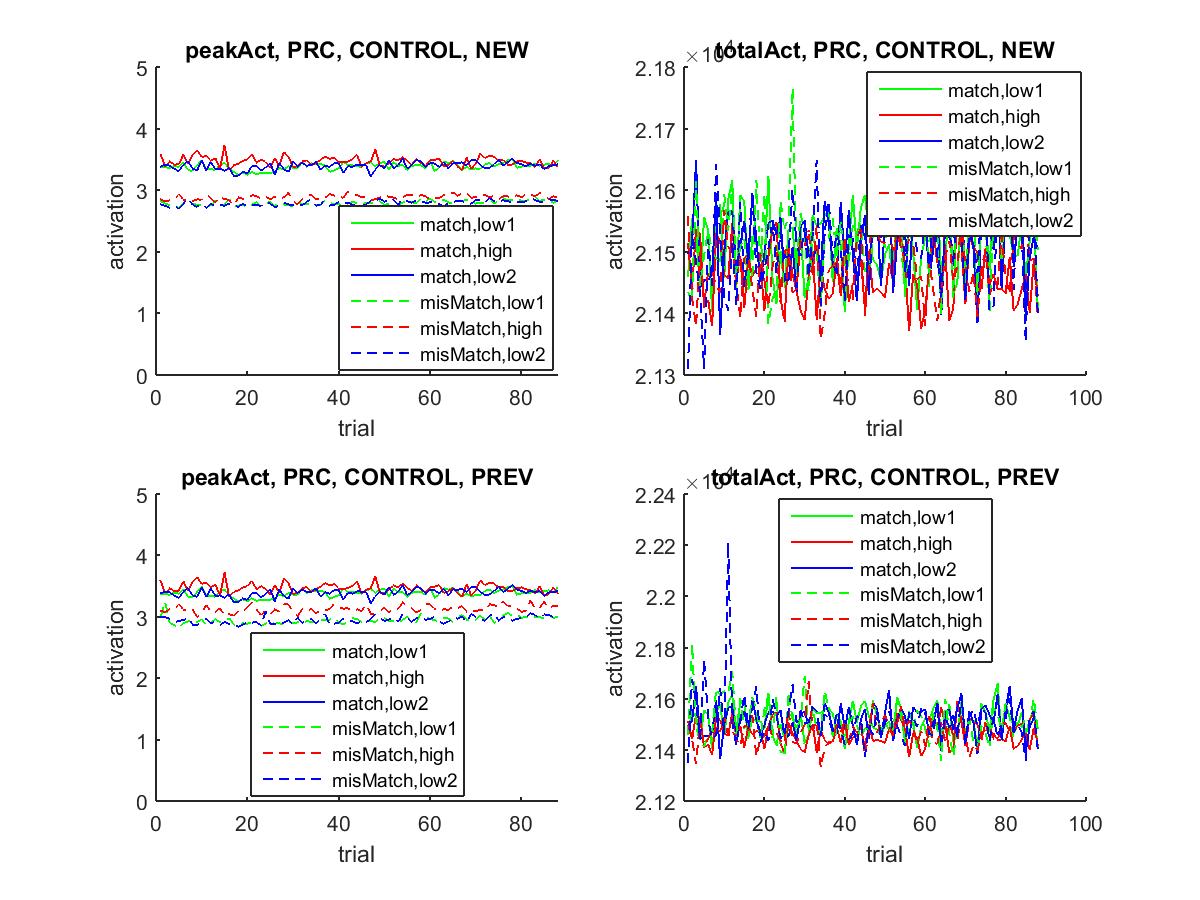 peakAct, PRC, CONTROL, NEW
5
4
3
2
1
0
activation
0 20 40 60 80
trial
match,low1
match,high
match,low2
misMatch,low1
misMatch,high
misMatch,low2
totalAct, PRC, CONTROL, NEW
×10^4
2.18
2.17
2.16
2.15
2.14
2.13
activation
0 20 40 60 80 100
trial
match,low1
match,high
match,low2
misMatch,low1
misMatch,high
misMatch,low2
peakAct, PRC, CONTROL, PREV
5
4
3
2
1
0
activation
0 20 40 60 80
trial
match,low1
match,high
match,low2
misMatch,low1
misMatch,high
misMatch,low2
totalAct, PRC, CONTROL, PREV
×10^4
2.24
2.22
2.2
2.18
2.16
2.14
2.12
activation
0 20 40 60 80 100
trial
match,low1
match,high
match,low2
misMatch,low1
misMatch,high
misMatch,low2